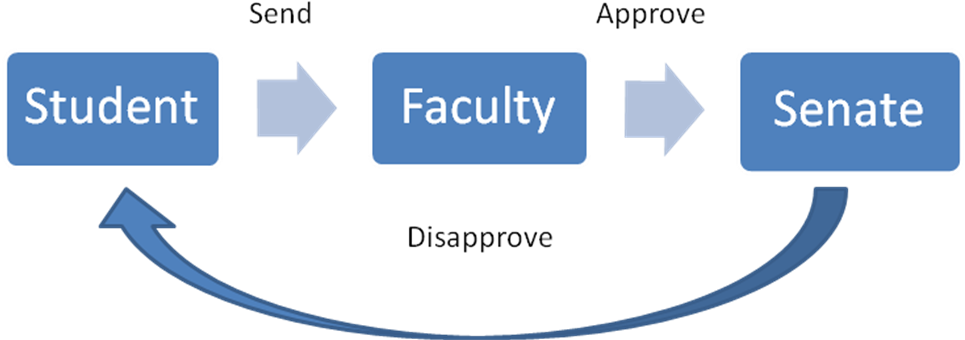 Send
Approve
Student
Faculty
Senate
Disapprove